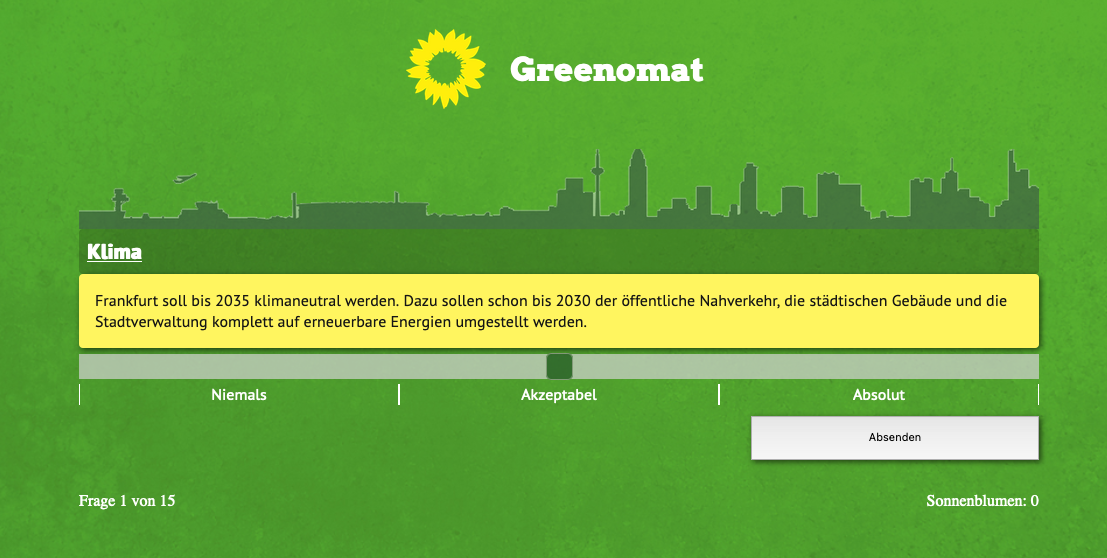 Greenomat
Klima
Frankfurt soll bis 2035 klimaneutral werden. Dazu sollen schon bis 2030 der öffentliche Nahverkehr, die städtischen Gebäude und die
Stadtverwaltung komplett auf erneuerbare Energien umgestellt werden.
Niemals Akzeptabel Absolut
Absenden
Frage 1 von 15 Sonnenblumen: 0